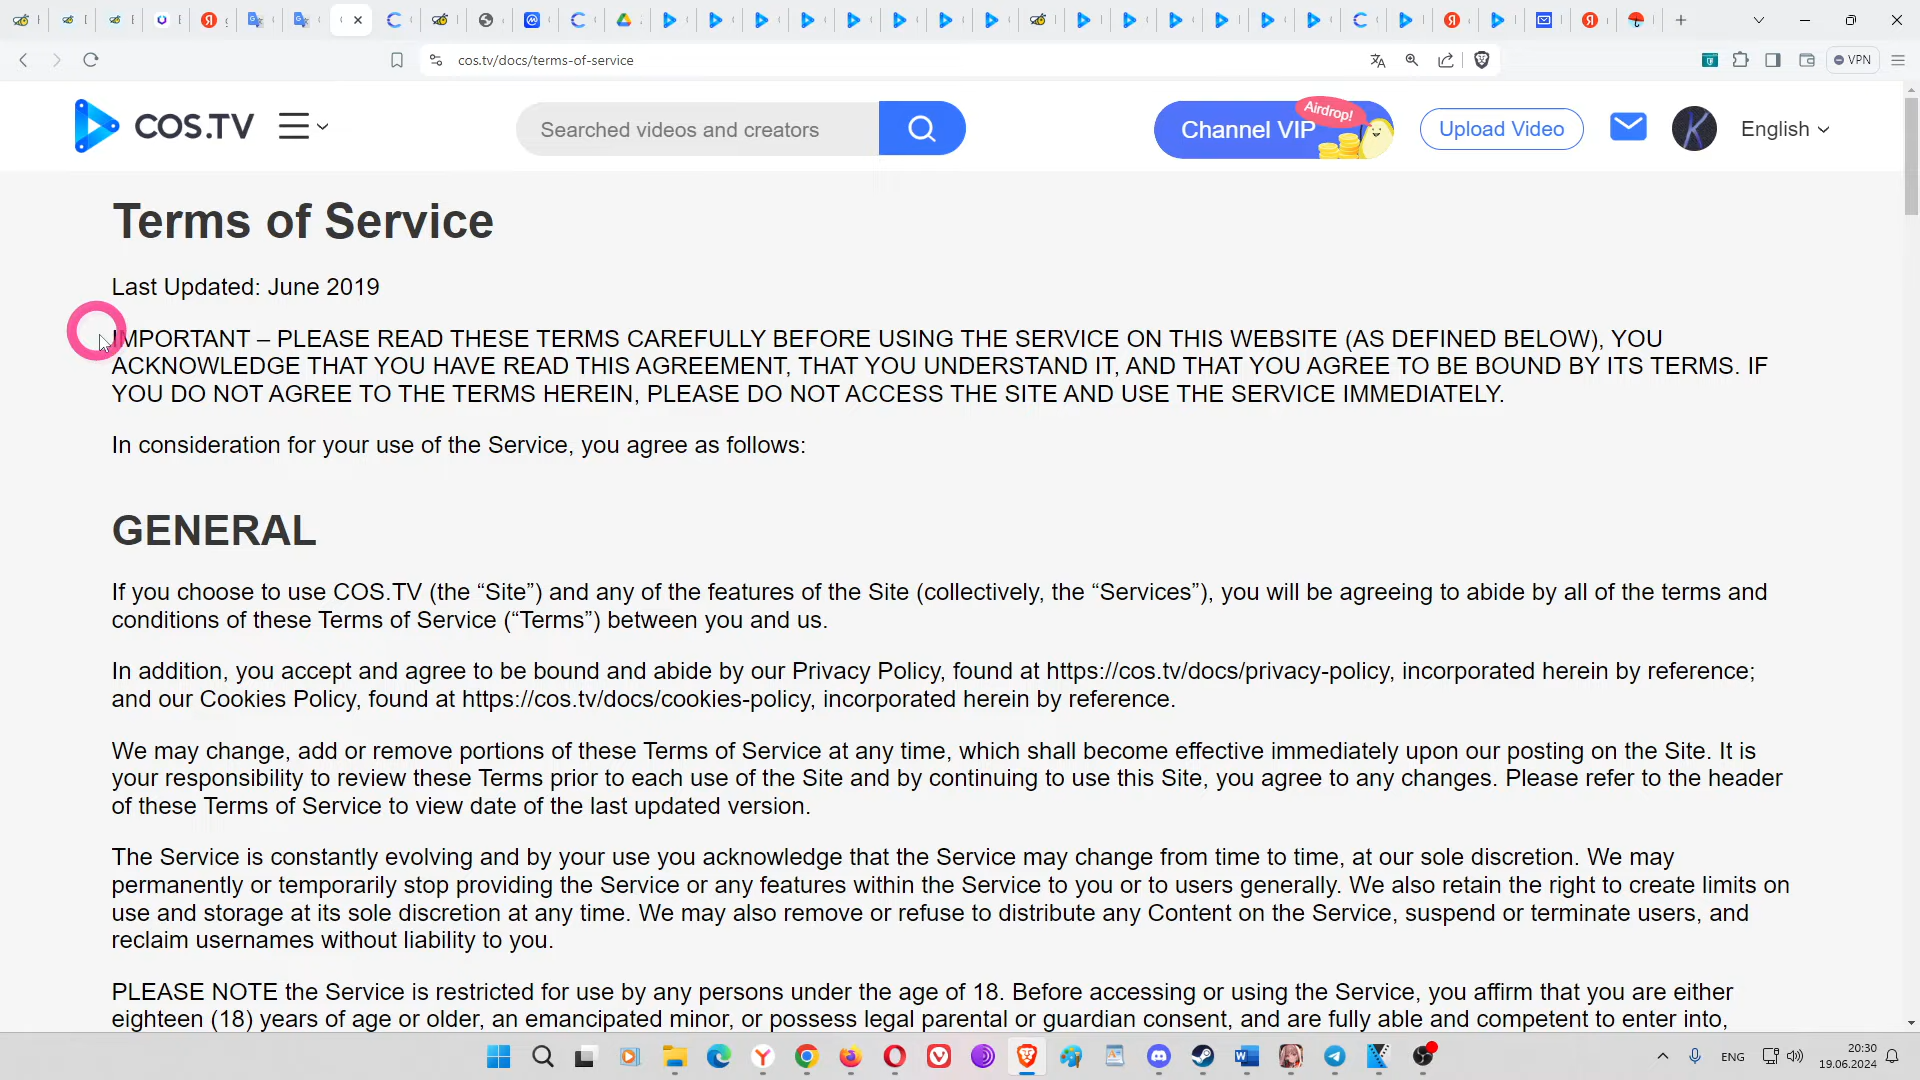 cos.tv/docs/terms-of-service
VPN
COS.TV
Searched videos and creators
Channel VIP
Airdrop!
Upload Video
English
Terms of Service
Last Updated: June 2019
IMPORTANT – PLEASE READ THESE TERMS CAREFULLY BEFORE USING THE SERVICE ON THIS WEBSITE (AS DEFINED BELOW), YOU
ACKNOWLEDGE THAT YOU HAVE READ THIS AGREEMENT, THAT YOU UNDERSTAND IT, AND THAT YOU AGREE TO BE BOUND BY ITS TERMS. IF
YOU DO NOT AGREE TO THE TERMS HEREIN, PLEASE DO NOT ACCESS THE SITE AND USE THE SERVICE IMMEDIATELY.
In consideration for your use of the Service, you agree as follows:
GENERAL
If you choose to use COS.TV (the “Site”) and any of the features of the Site (collectively, the “Services”), you will be agreeing to abide by all of the terms and
conditions of these Terms of Service (“Terms”) between you and us.
In addition, you accept and agree to be bound and abide by our Privacy Policy, found at https://cos.tv/docs/privacy-policy, incorporated herein by reference;
and our Cookies Policy, found at https://cos.tv/docs/cookies-policy, incorporated herein by reference.
We may change, add or remove portions of these Terms of Service at any time, which shall become effective immediately upon our posting on the Site. It is
your responsibility to review these Terms prior to each use of the Site and by continuing to use this Site, you agree to any changes. Please refer to the header
of these Terms of Service to view date of the last updated version.
The Service is constantly evolving and by your use you acknowledge that the Service may change from time to time, at our sole discretion. We may
permanently or temporarily stop providing the Service or any features within the Service to you or to users generally. We also retain the right to create limits on
use and storage at its sole discretion at any time. We may also remove or refuse to distribute any Content on the Service, suspend or terminate users, and
reclaim usernames without liability to you.
PLEASE NOTE the Service is restricted for use by any persons under the age of 18. Before accessing or using the Service, you affirm that you are either
eighteen (18) years of age or older, an emancipated minor, or possess legal parental or guardian consent, and are fully able and competent to enter into,
ENG
20:30
19.06.2024